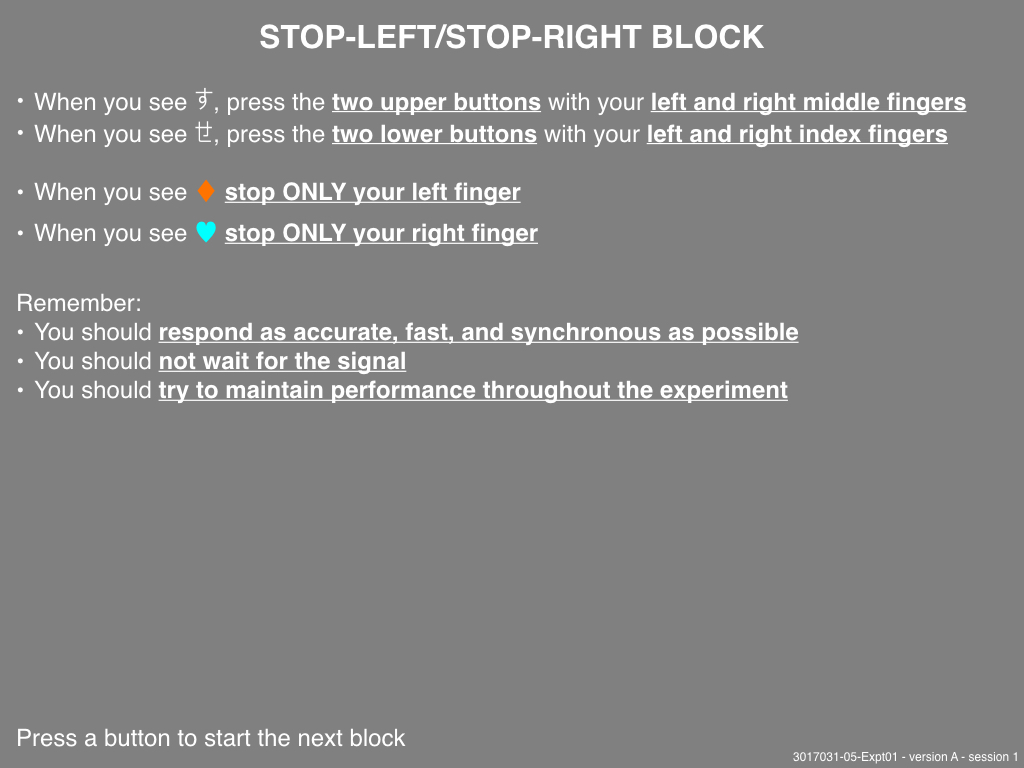 STOP-LEFT/STOP-RIGHT BLOCK
• When you see す, press the two upper buttons with your left and right middle fingers
• When you see せ, press the two lower buttons with your left and right index fingers
• When you see ♦ stop ONLY your left finger
• When you see ♥ stop ONLY your right finger
Remember:
• You should respond as accurate, fast, and synchronous as possible
• You should not wait for the signal
• You should try to maintain performance throughout the experiment
Press a button to start the next block
3017031-05-Expt01 - version A - session 1